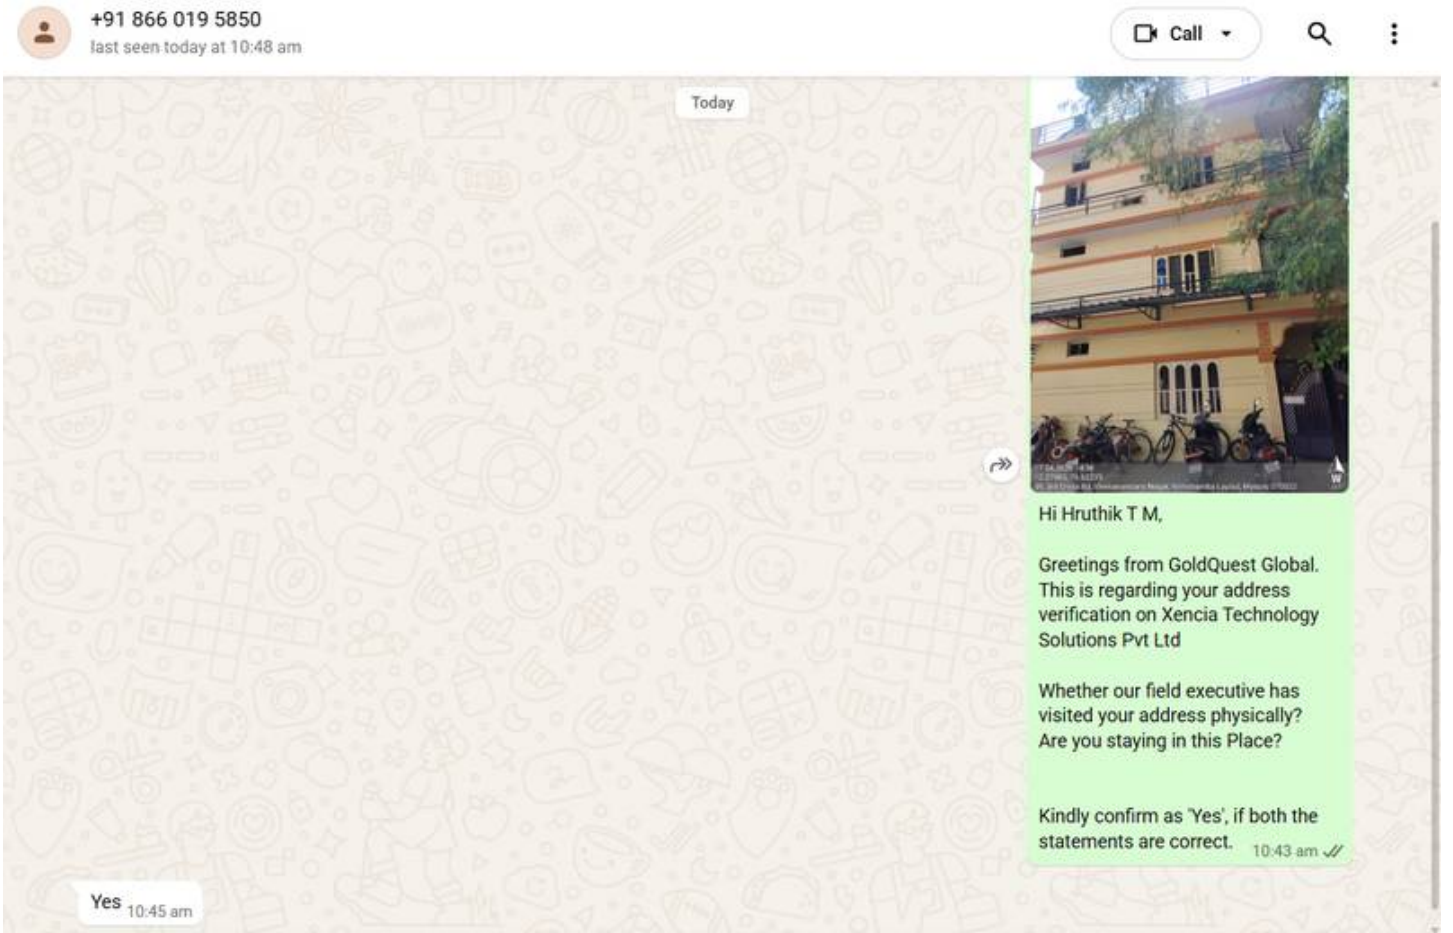 +91 866 019 5850
last seen today at 10:48 am
Call
Today
W
Hi Hruthik T M,
Greetings from GoldQuest Global.
This is regarding your address
verification on Xencia Technology
Solutions Pvt Ltd
Whether our field executive has
visited your address physically?
Are you staying in this Place?
Kindly confirm as 'Yes', if both the
statements are correct.
10:43 am
Yes
10:45 am